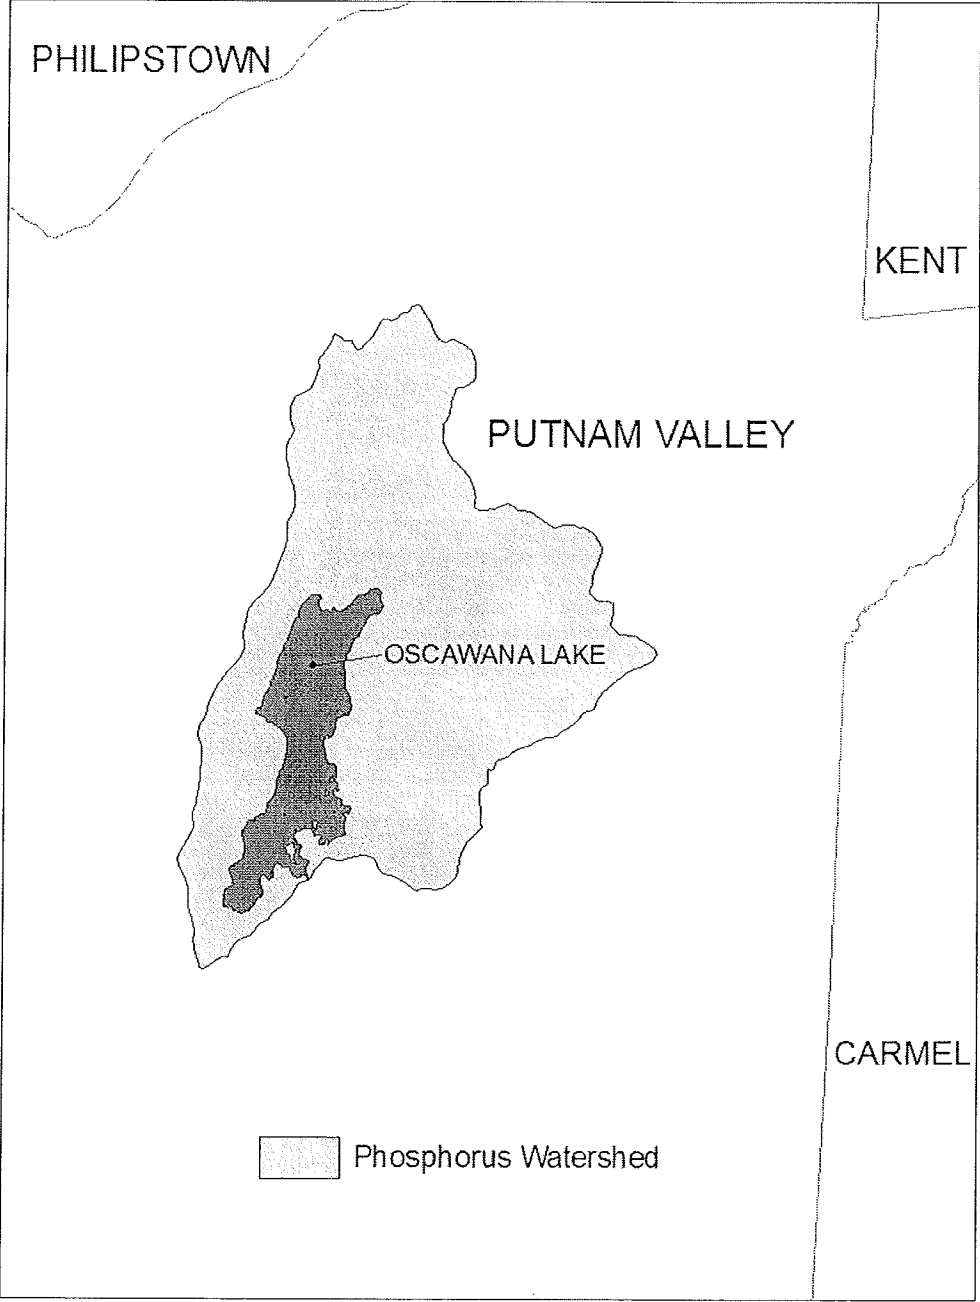 PHILIPSTOWN
KENT
PUTNAM VALLEY
OSCAWANA LAKE
CARMEL
Phosphorus Watershed